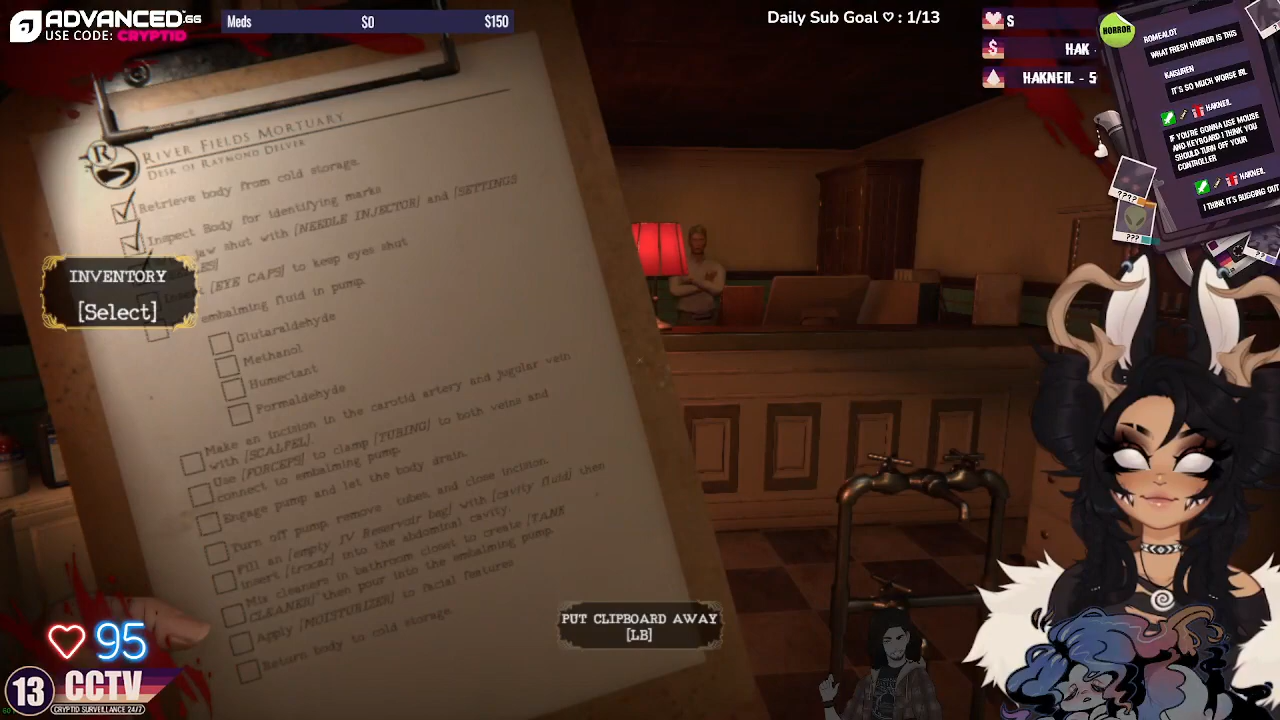 ADVANCED.GG
USE CODE: CRYPTID
Meds $0 $150
Daily Sub Goal ♡ : 1/13
S
HAK
HAKNEIL - 5
HORROR
ROMEALOT
WHAT FRESH HORROR IS THIS
KAISUREN
IT'S SO MUCH WORSE IRL
HAKNEIL
IF YOU'RE GONNA USE MOUSE
AND KEYBOARD I THINK YOU
SHOULD TURN OFF YOUR
CONTROLLER
HAKNEIL
I THINK IT'S BUGGING OUT
????
???
R
RIVER FIELDS MORTUARY
DESK OF RAYMOND DELVER
Retrieve body from cold storage.
Inspect Body for identifying marks
jaw shut with [NEEDLE INJECTOR] and [SETTINGS
LES]
[EYE CAPS] to keep eyes shut
embalming fluid in pump.
Glutaraldehyde
Methanol
Humectant
Formaldehyde
Make an incision in the carotid artery and jugular vein
with [SCALPEL].
Use [FORCEPS] to clamp [TUBING] to both veins and
connect to embalming pump.
Engage pump and let the body drain.
Turn off pump, remove tubes, and close incision.
Fill an [empty IV Reservoir bag] with [cavity fluid] then
insert [trocar] into the abdominal cavity.
Mix cleaners in bathroom closet to create [TANK
CLEANER] then pour into the embalming pump.
Apply [MOISTURIZER] to facial features
Return body to cold storage.
INVENTORY
[Select]
PUT CLIPBOARD AWAY
[LB]
95
13 CCTV
CRYPTID SURVEILLANCE 24/7
60